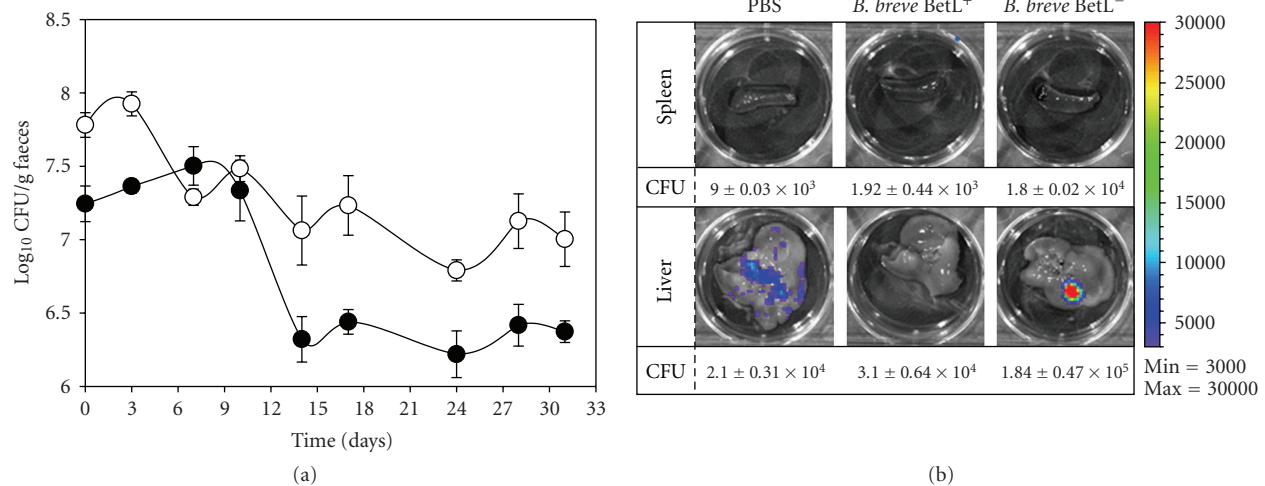 8.5
8
7.5
7
6.5
6
Log₁₀ CFU/g faeces
0 3 6 9 12 15 18 21 24 27 30 33
Time (days)
(a)
PBS B. breve BetL⁺ B. breve BetL⁻
Spleen
CFU 9 ± 0.03 × 10³ 1.92 ± 0.44 × 10³ 1.8 ± 0.02 × 10⁴
Liver
CFU 2.1 ± 0.31 × 10⁴ 3.1 ± 0.64 × 10⁴ 1.84 ± 0.47 × 10⁵
30000
25000
20000
15000
10000
5000
Min = 3000
Max = 30000
(b)